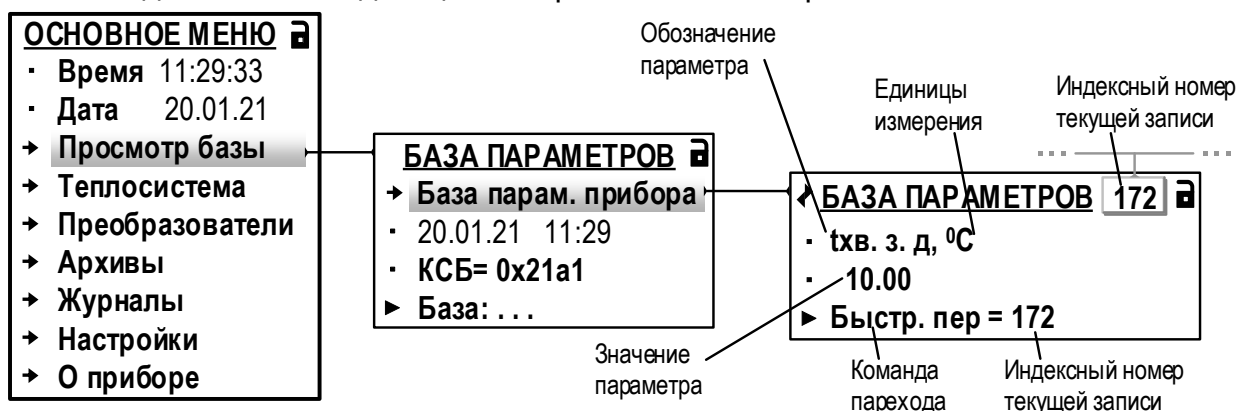 ОСНОВНОЕ МЕНЮ
Время 11:29:33
Дата 20.01.21
Просмотр базы
Теплосистема
Преобразователи
Архивы
Журналы
Настройки
О приборе
БАЗА ПАРАМЕТРОВ
База парам. прибора
20.01.21 11:29
КСБ= 0x21a1
База: . . .
Обозначение
параметра
Единицы
измерения
Индексный номер
текущей записи
БАЗА ПАРАМЕТРОВ 172
tхв. з. д, ⁰C
10.00
Быстр. пер = 172
Значение
параметра
Команда
перехода
Индексный номер
текущей записи